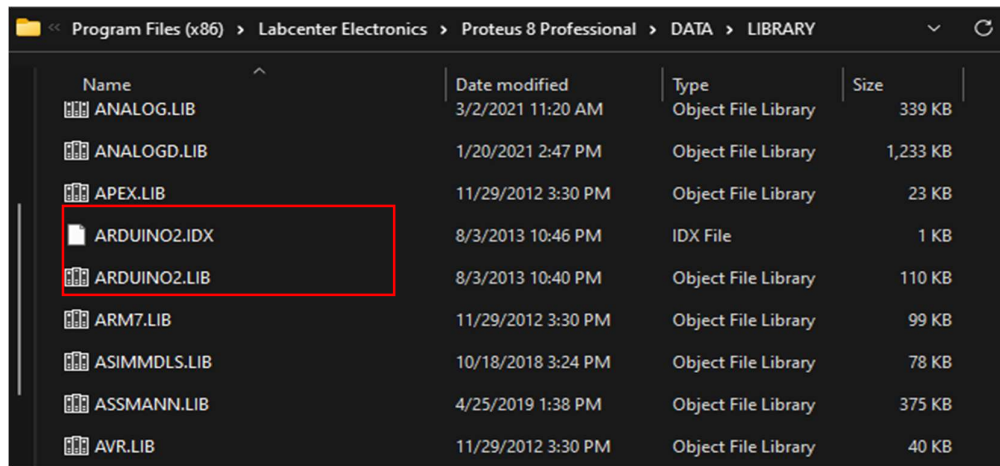 « Program Files (x86) > Labcenter Electronics > Proteus 8 Professional > DATA > LIBRARY
Name Date modified Type Size
ANALOG.LIB 3/2/2021 11:20 AM Object File Library 339 KB
ANALOGD.LIB 1/20/2021 2:47 PM Object File Library 1,233 KB
APEX.LIB 11/29/2012 3:30 PM Object File Library 23 KB
ARDUINO2.IDX 8/3/2013 10:46 PM IDX File 1 KB
ARDUINO2.LIB 8/3/2013 10:40 PM Object File Library 110 KB
ARM7.LIB 11/29/2012 3:30 PM Object File Library 99 KB
ASIMMDLS.LIB 10/18/2018 3:24 PM Object File Library 78 KB
ASSMANN.LIB 4/25/2019 1:38 PM Object File Library 375 KB
AVR.LIB 11/29/2012 3:30 PM Object File Library 40 KB